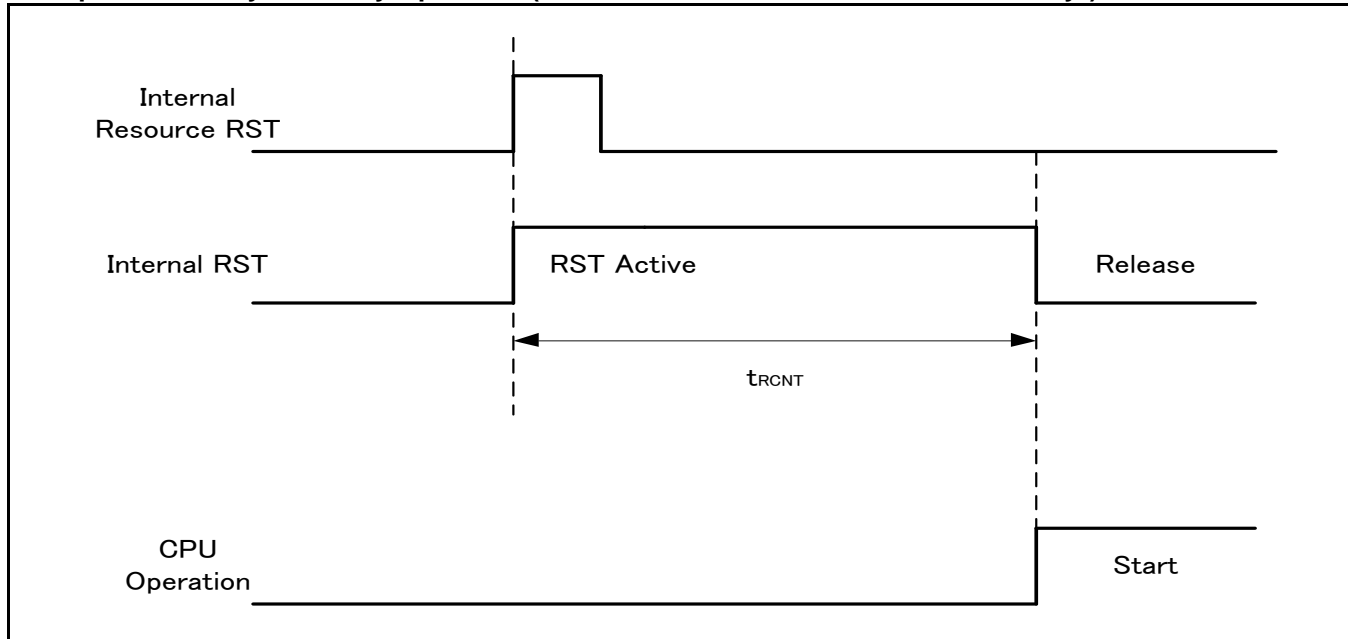 Internal
Resource RST
Internal RST
RST Active
Release
tRCNT
CPU
Operation
Start